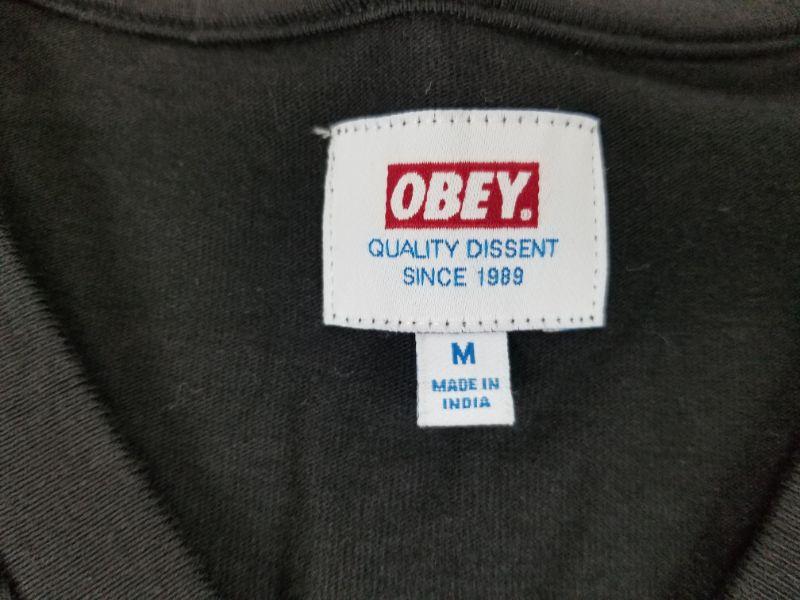 OBEY.
QUALITY DISSENT
SINCE 1989
M
MADE IN
INDIA